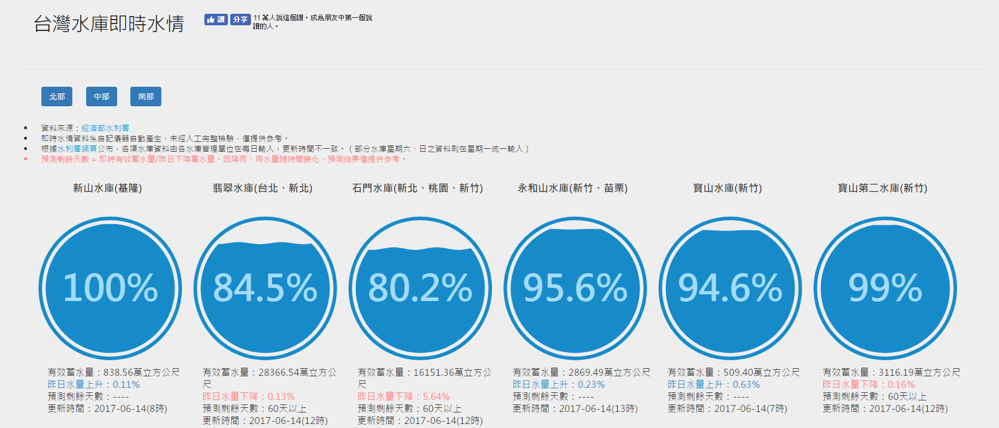 台灣水庫即時水情
讚 分享 11 萬人說這個讚。成為朋友中第一個說
讚的人。
北部 中部 南部
資料來源：經濟部水利署
即時水情資料係自記儀器自動產生，未經人工完整檢驗，僅提供參考。
根據水利署網頁公布，各項水庫資料由各水庫管理單位在每日輸入，更新時間不一致。( 部分水庫星期六、日之資料則在星期一統一輸入 )
預測剩餘天數 = 即時有效蓄水量/昨日下降蓄水量。因降雨、用水量隨時間變化，預測結果僅提供參考。
新山水庫(基隆)
100%
有效蓄水量：838.56萬立方公尺
昨日水量上升：0.11%
預測剩餘天數：----
更新時間：2017-06-14(8時)
翡翠水庫(台北、新北)
84.5%
有效蓄水量：28366.54萬立方公
尺
昨日水量下降：0.13%
預測剩餘天數：60天以上
更新時間：2017-06-14(12時)
石門水庫(新北、桃園、新竹)
80.2%
有效蓄水量：16151.36萬立方公
尺
昨日水量下降：5.64%
預測剩餘天數：60天以上
更新時間：2017-06-14(12時)
永和山水庫(新竹、苗栗)
95.6%
有效蓄水量：2869.49萬立方公尺
昨日水量上升：0.23%
預測剩餘天數：----
更新時間：2017-06-14(13時)
寶山水庫(新竹)
94.6%
有效蓄水量：509.40萬立方公尺
昨日水量上升：0.63%
預測剩餘天數：----
更新時間：2017-06-14(7時)
寶山第二水庫(新竹)
99%
有效蓄水量：3116.19萬立方公尺
昨日水量下降：0.16%
預測剩餘天數：60天以上
更新時間：2017-06-14(12時)